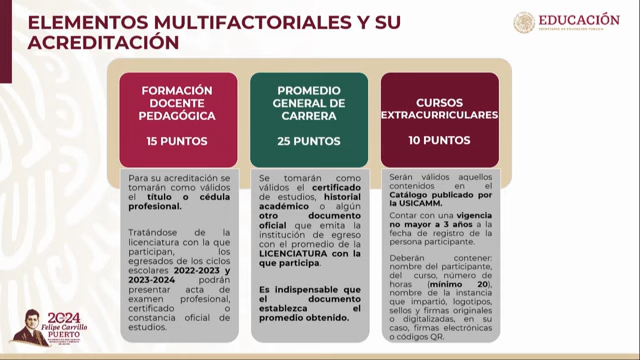 ELEMENTOS MULTIFACTORIALES Y SU
ACREDITACIÓN
EDUCACIÓN
SECRETARÍA DE EDUCACIÓN PÚBLICA
FORMACIÓN
DOCENTE
PEDAGÓGICA
15 PUNTOS
Para su acreditación se
tomarán como válidos
el título o cédula
profesional.
Tratándose de la
licenciatura con la que
participan, los
egresados de los ciclos
escolares 2022-2023 y
2023-2024 podrán
presentar acta de
examen profesional,
certificado o
constancia oficial de
estudios.
PROMEDIO
GENERAL DE
CARRERA
25 PUNTOS
Se tomarán como
válidos el certificado
de estudios, historial
académico o algún
otro documento
oficial que emita la
institución de egreso
con el promedio de la
LICENCIATURA con la
que participa.
Es indispensable que
el documento
establezca el
promedio obtenido.
CURSOS
EXTRACURRICULARES
10 PUNTOS
Serán válidos aquellos
contenidos en el
Catálogo publicado por
la USICAMM.
Contar con una vigencia
no mayor a 3 años a la
fecha de registro de la
persona participante.
Deberán contener:
nombre del participante,
del curso, número de
horas (mínimo 20),
nombre de la instancia
que impartió, logotipos,
sellos y firmas originales
o digitalizadas, en su
caso, firmas electrónicas
o códigos QR.
2024
Felipe Carrillo
PUERTO